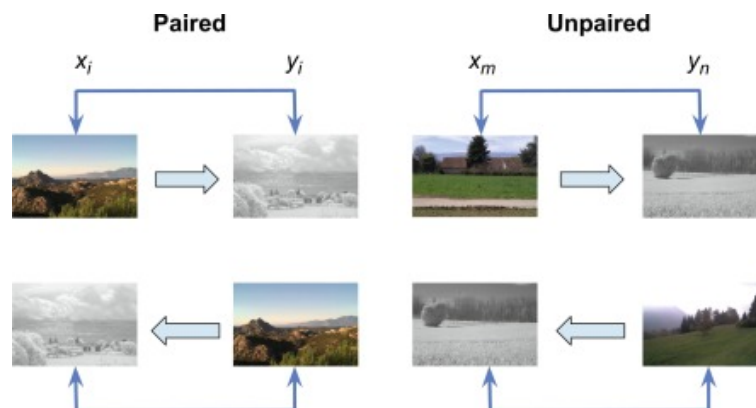 Paired
Unpaired
xᵢ
yᵢ
xₘ
yₙ